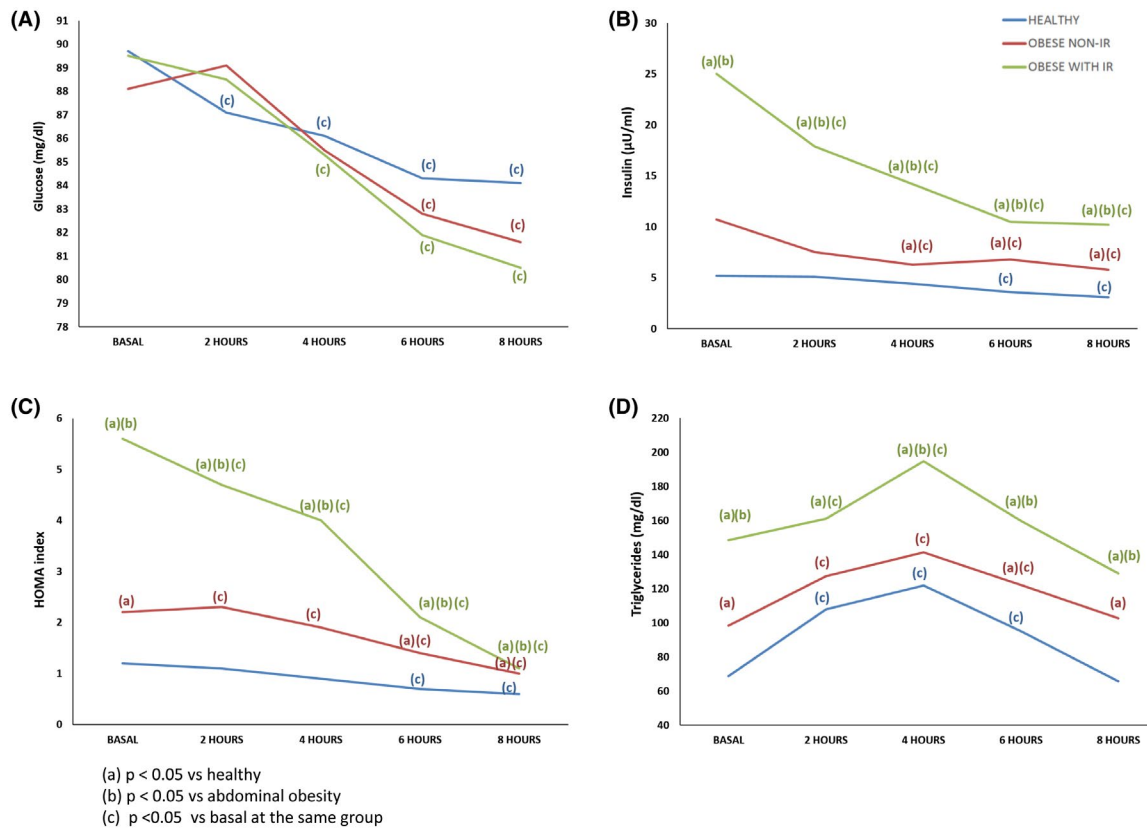 (A)
91
90
89
88
87
86
85
84
83
82
81
80
79
78
Glucose (mg/dl)
(c)
(c)
(c)
(c)
(c)
(c)
(c)
(c)
(c)
BASAL 2 HOURS 4 HOURS 6 HOURS 8 HOURS
(B)
30
25
20
15
10
5
0
Insulin (µU/ml)
HEALTHY
OBESE NON-IR
OBESE WITH IR
(a)(b)
(a)(b)(c)
(a)(b)(c)
(a)(b)(c)
(a)(b)(c)
(a)(c)
(a)(c)
(a)(c)
(c)
(c)
BASAL 2 HOURS 4 HOURS 6 HOURS 8 HOURS
(C)
6
5
4
3
2
1
0
HOMA index
(a)(b)
(a)(b)(c)
(a)(b)(c)
(a)(b)(c)
(a)(b)(c)
(a)
(c)
(c)
(a)(c)
(a)(c)
(c)
(c)
BASAL 2 HOURS 4 HOURS 6 HOURS 8 HOURS
(D)
220
200
180
160
140
120
100
80
60
40
Triglycerides (mg/dl)
(a)(b)
(a)(c)
(a)(b)(c)
(a)(b)
(a)(b)
(a)
(c)
(c)
(a)(c)
(a)
(c)
(c)
(c)
BASAL 2 HOURS 4 HOURS 6 HOURS 8 HOURS
(a) p < 0.05 vs healthy
(b) p < 0.05 vs abdominal obesity
(c) p <0.05 vs basal at the same group